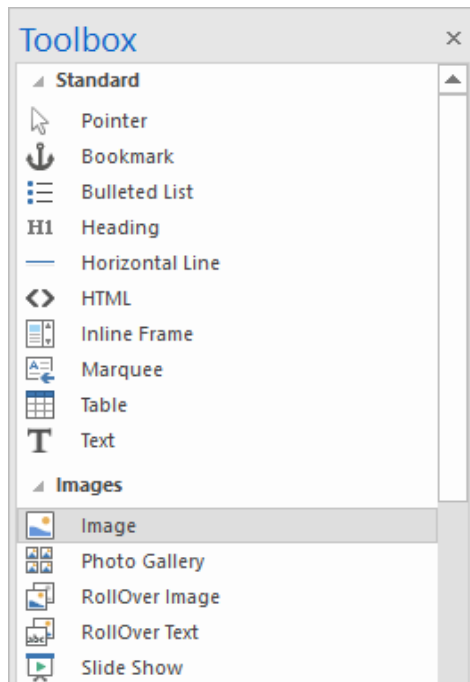 Toolbox
Standard
Pointer
Bookmark
Bulleted List
H1 Heading
Horizontal Line
HTML
Inline Frame
Marquee
Table
T Text
Images
Image
Photo Gallery
RollOver Image
abc RollOver Text
Slide Show